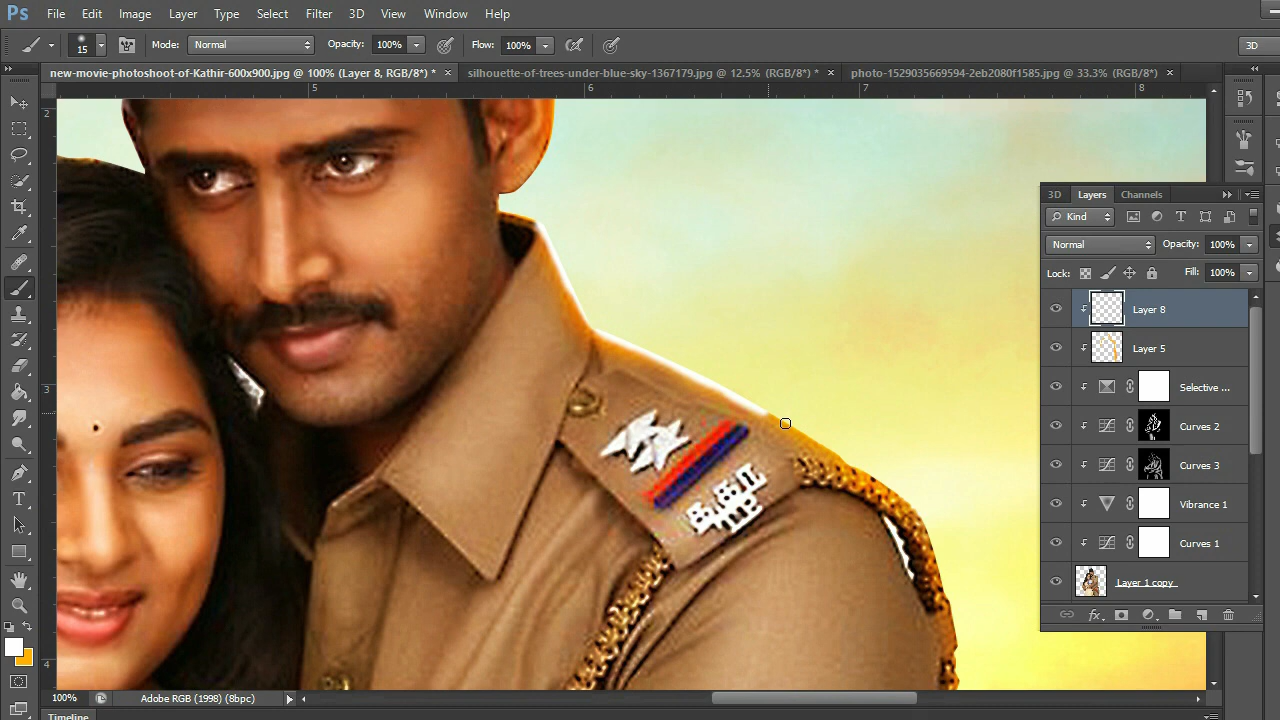 Ps File Edit Image Layer Type Select Filter 3D View Window Help
15 Mode: Normal Opacity: 100% Flow: 100% 3D
new-movie-photoshoot-of-Kathir-600x900.jpg @ 100% (Layer 8, RGB/8*) * × silhouette-of-trees-under-blue-sky-1367179.jpg @ 12.5% (RGB/8*) * × photo-1529035669594-2eb2080f1585.jpg @ 33.3% (RGB/8*) ×
5 6 7 8
2
3
4
3D Layers Channels
Kind
Normal Opacity: 100%
Lock: Fill: 100%
Layer 8
Layer 5
Selective ...
Curves 2
Curves 3
Vibrance 1
Curves 1
Layer 1 copy
fx
100% Adobe RGB (1998) (8bpc)
Timeline